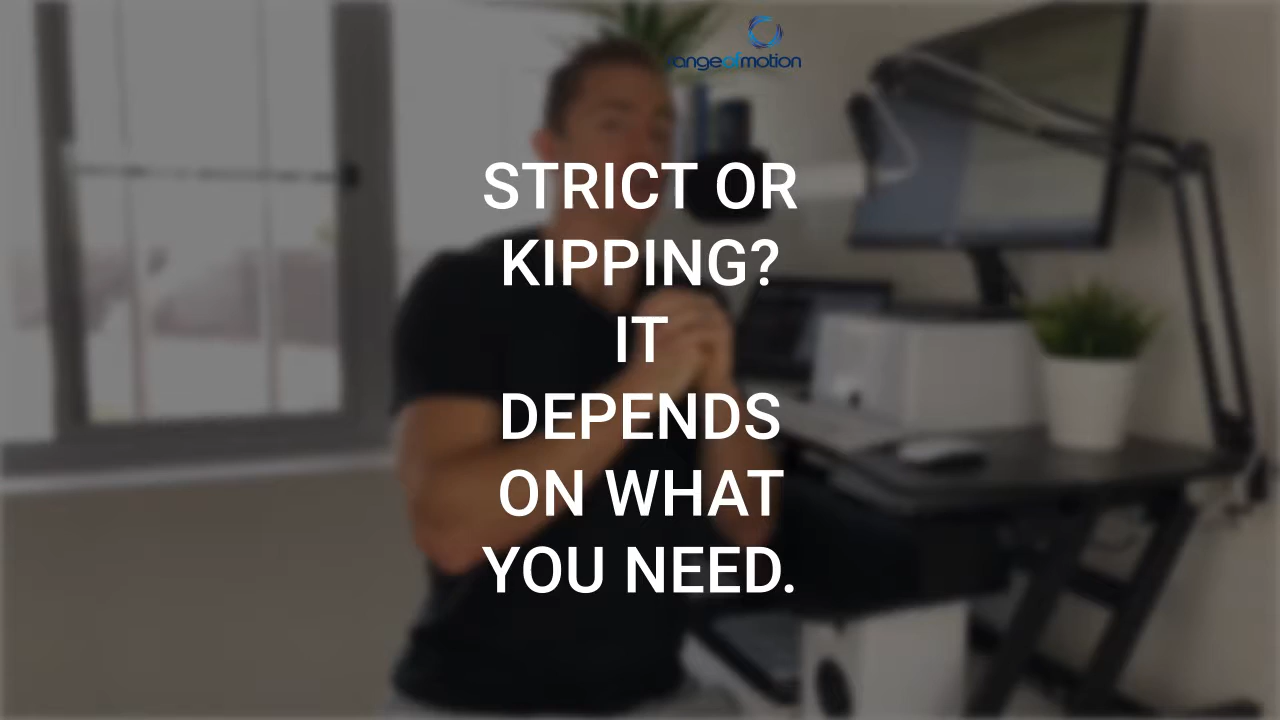 rangeofmotion
STRICT OR
KIPPING?
IT
DEPENDS
ON WHAT
YOU NEED.